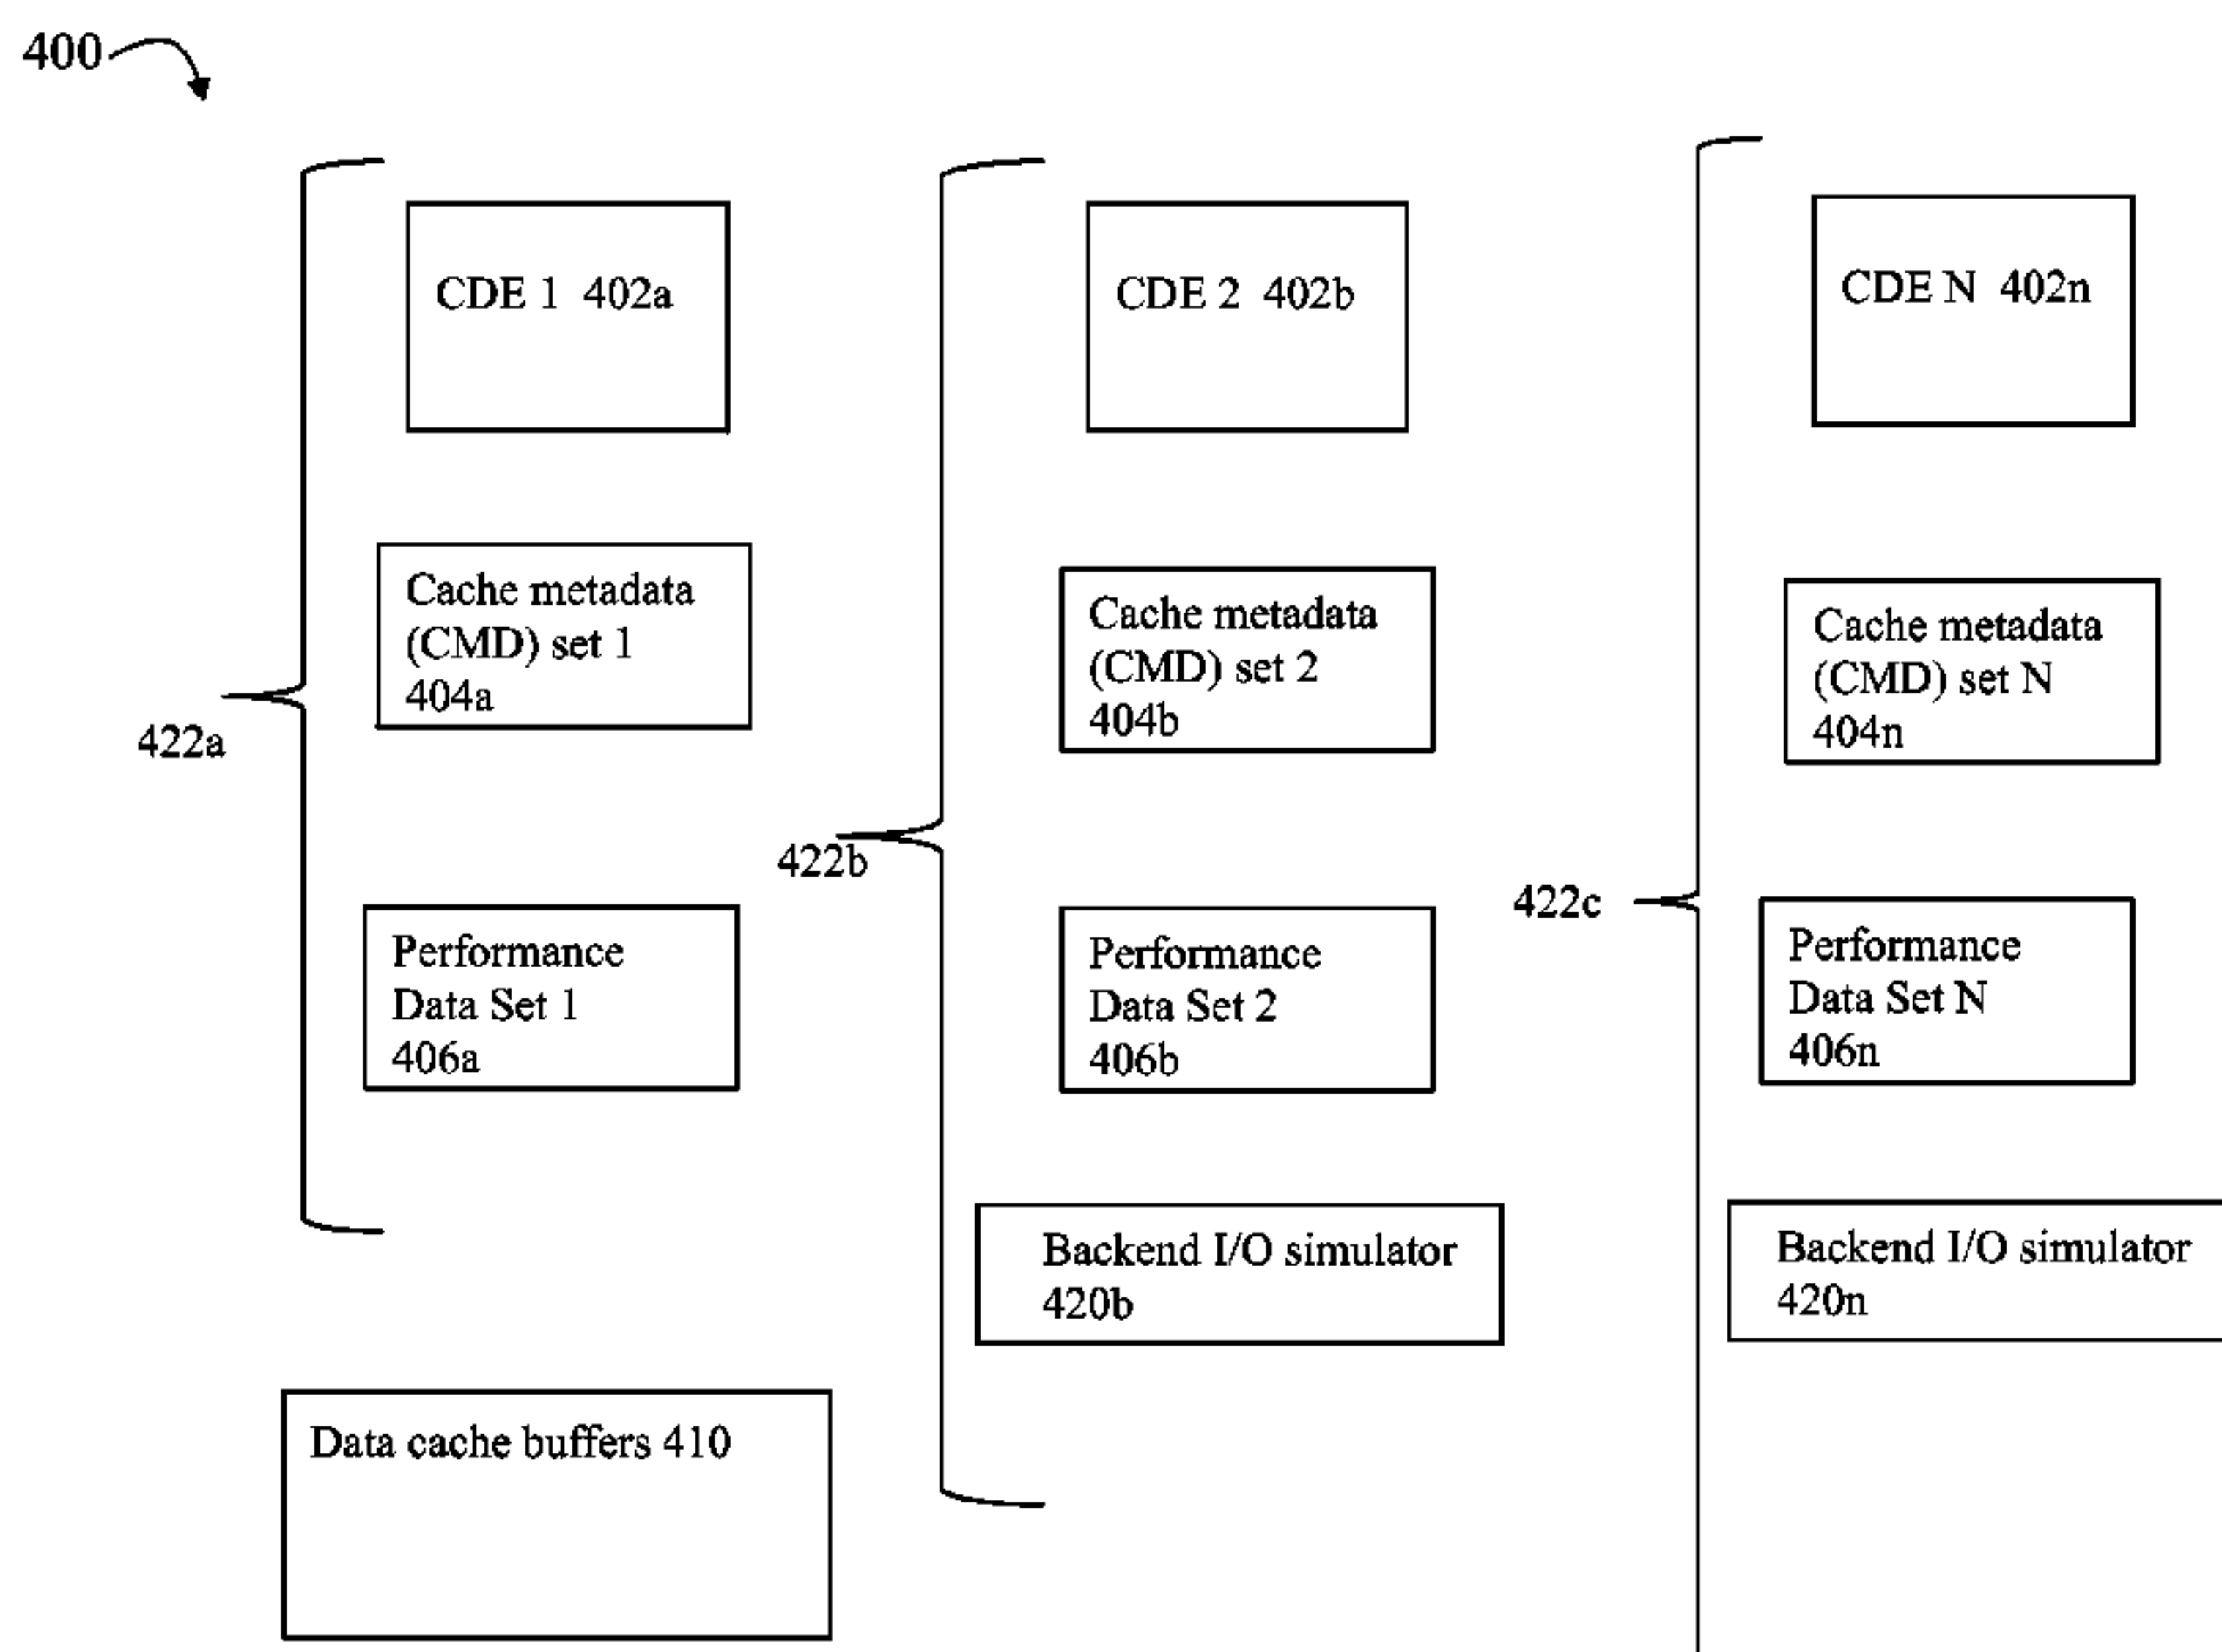 400
CDE 1 402a
CDE 2 402b
CDE N 402n
Cache metadata
(CMD) set 1
404a
Cache metadata
(CMD) set 2
404b
Cache metadata
(CMD) set N
404n
422a
422b
422c
Performance
Data Set 1
406a
Performance
Data Set 2
406b
Performance
Data Set N
406n
Backend I/O simulator
420b
Backend I/O simulator
420n
Data cache buffers 410